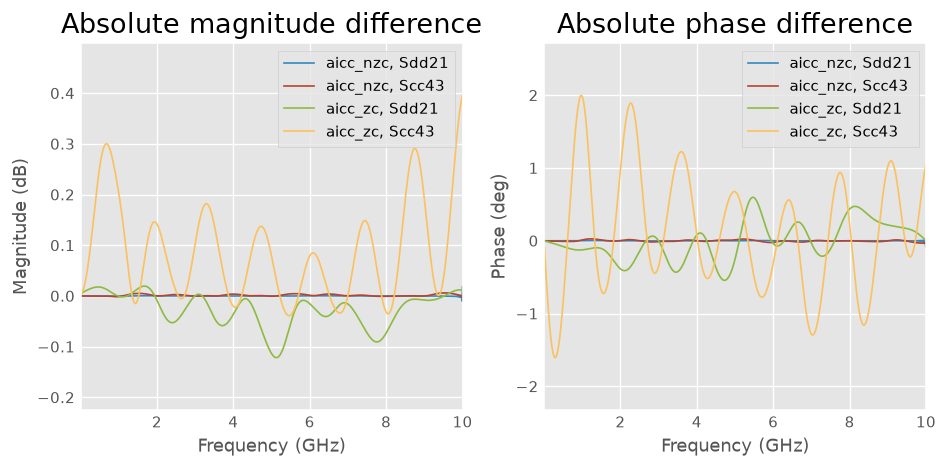 Absolute magnitude difference
aicc_nzc, Sdd21
aicc_nzc, Scc43
aicc_zc, Sdd21
aicc_zc, Scc43
0.4
0.3
0.2
0.1
0.0
−0.1
−0.2
Magnitude (dB)
2
4
6
8
10
Frequency (GHz)
Absolute phase difference
aicc_nzc, Sdd21
aicc_nzc, Scc43
aicc_zc, Sdd21
aicc_zc, Scc43
2
1
0
−1
−2
Phase (deg)
2
4
6
8
10
Frequency (GHz)